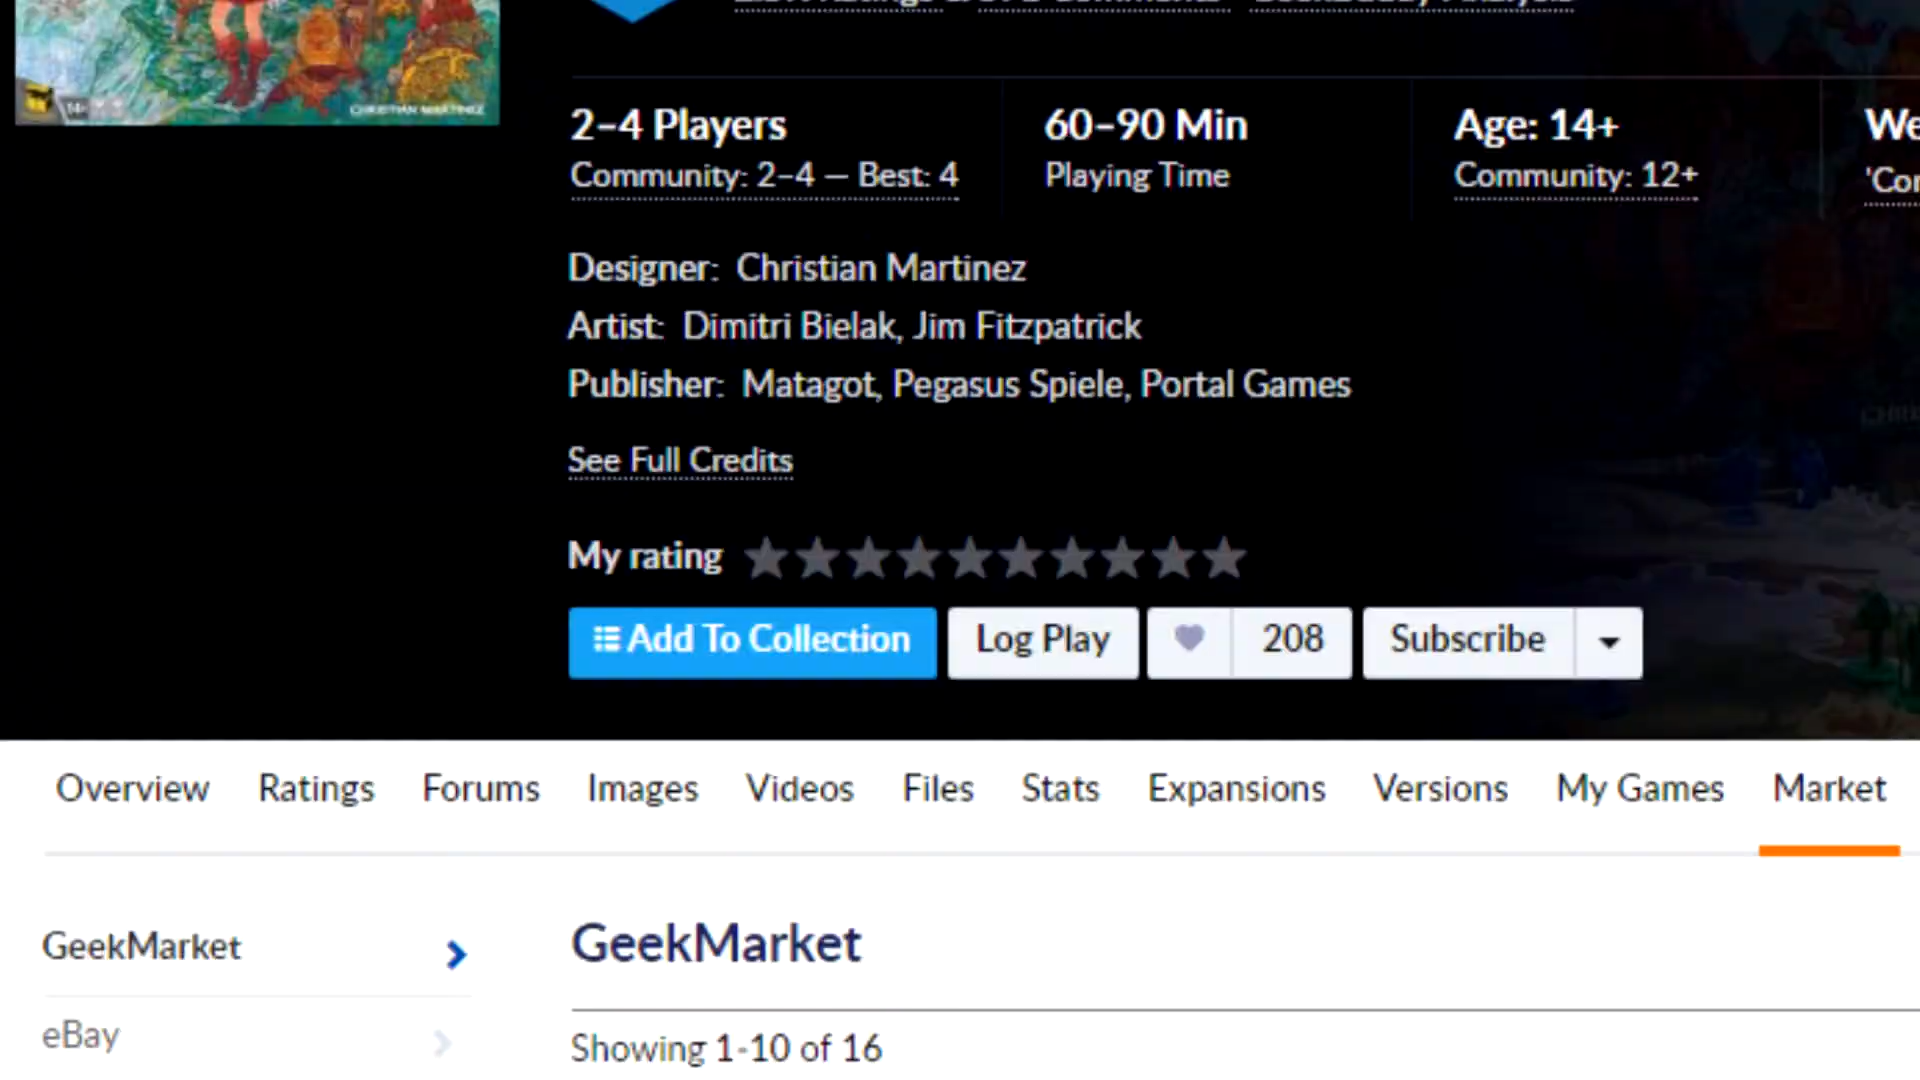 14+
CHRISTIAN MARTINEZ
2–4 Players
60–90 Min
Age: 14+
Community: 2–4 — Best: 4
Playing Time
Community: 12+
Designer: Christian Martinez
Artist: Dimitri Bielak, Jim Fitzpatrick
Publisher: Matagot, Pegasus Spiele, Portal Games
See Full Credits
My rating
Add To Collection
Log Play
208
Subscribe
Overview Ratings Forums Images Videos Files Stats Expansions Versions My Games Market
GeekMarket
eBay
GeekMarket
Showing 1-10 of 16